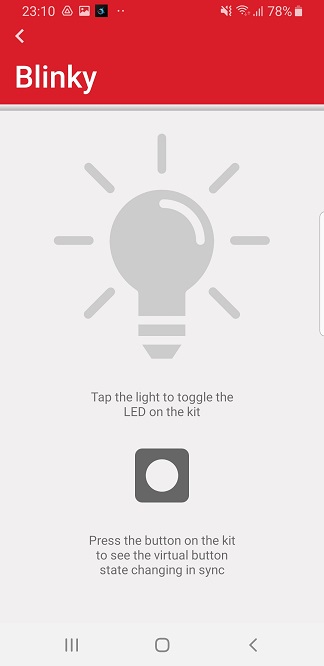 23:10 78%
Blinky
Tap the light to toggle the
LED on the kit
Press the button on the kit
to see the virtual button
state changing in sync